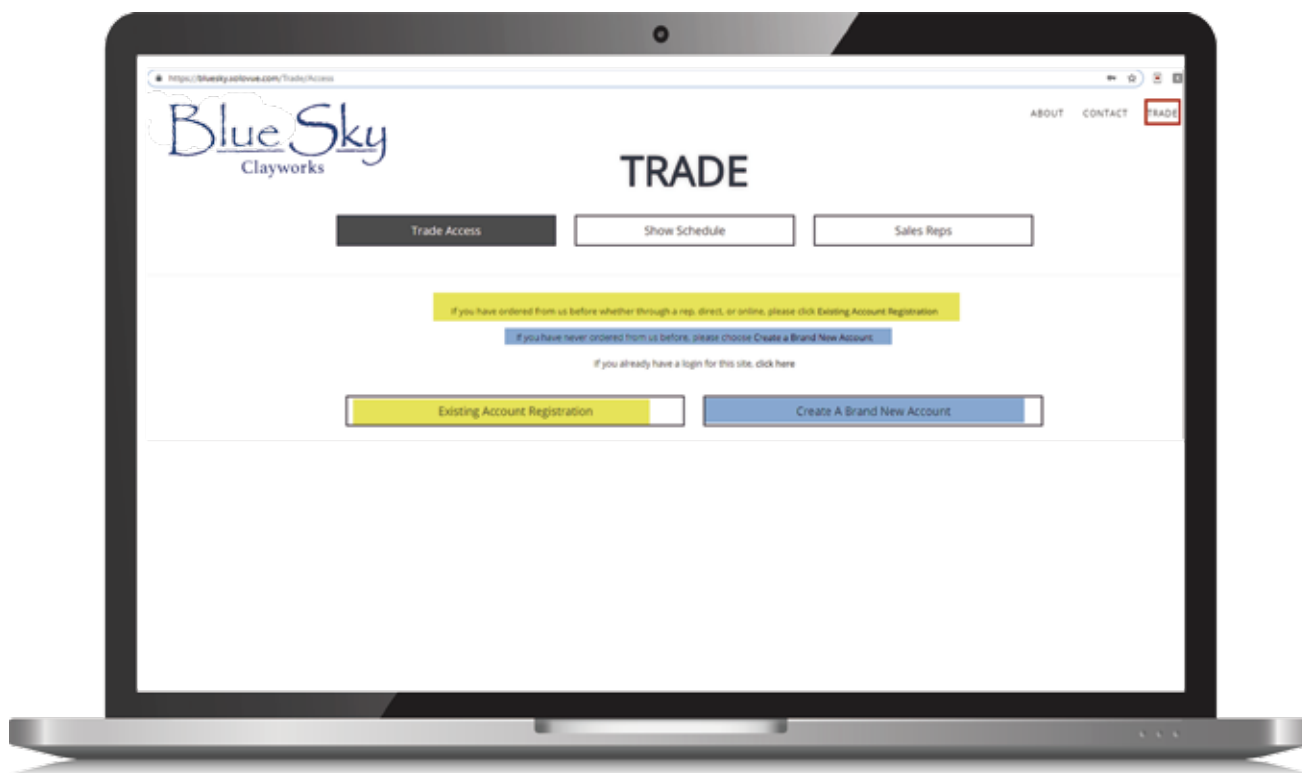 https://bluesky.solovue.com/Trade/Access
Blue Sky
Clayworks
ABOUT CONTACT TRADE
TRADE
Trade Access Show Schedule Sales Reps
If you have ordered from us before whether through a rep, direct, or online, please click Existing Account Registration
If you have never ordered from us before, please choose Create a Brand New Account
If you already have a login for this site, click here
Existing Account Registration Create A Brand New Account